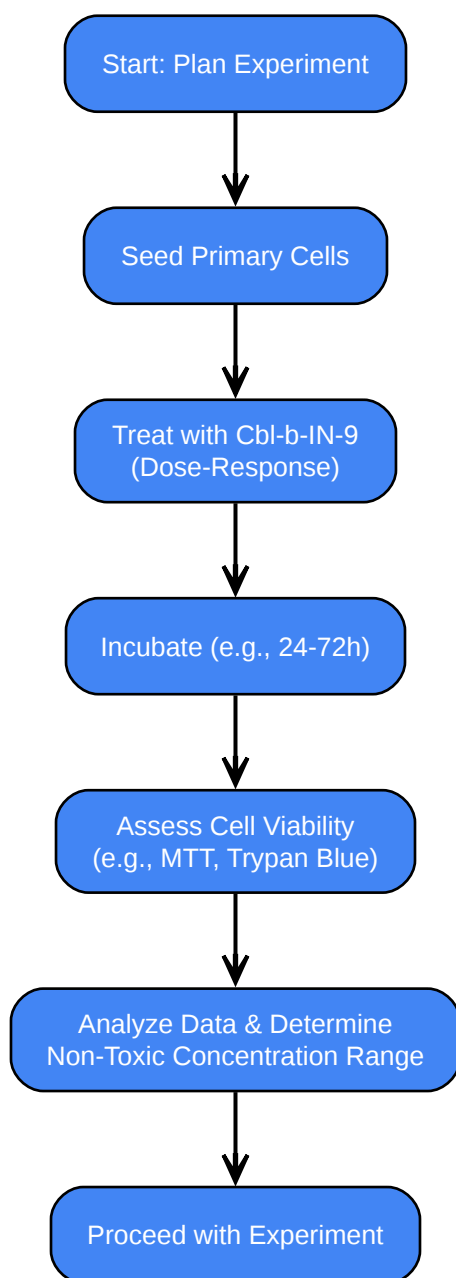 Start: Plan Experiment
Seed Primary Cells
Treat with Cbl-b-IN-9
(Dose-Response)
Incubate (e.g., 24-72h)
Assess Cell Viability
(e.g., MTT, Trypan Blue)
Analyze Data & Determine
Non-Toxic Concentration Range
Proceed with Experiment